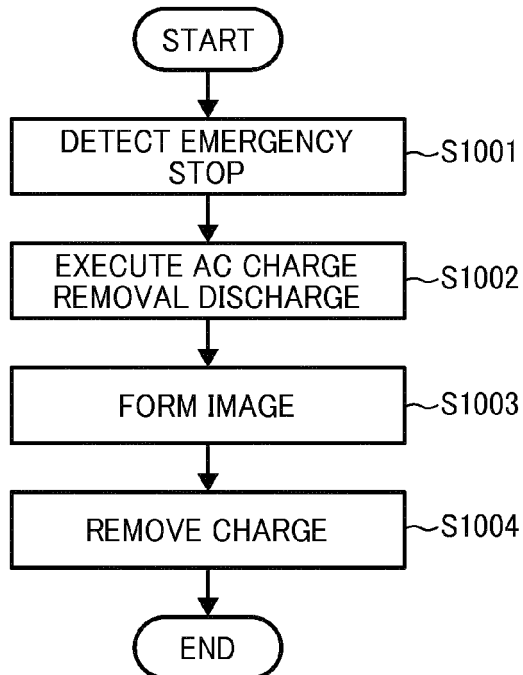 START
DETECT EMERGENCY
STOP
S1001
EXECUTE AC CHARGE
REMOVAL DISCHARGE
S1002
FORM IMAGE
S1003
REMOVE CHARGE
S1004
END